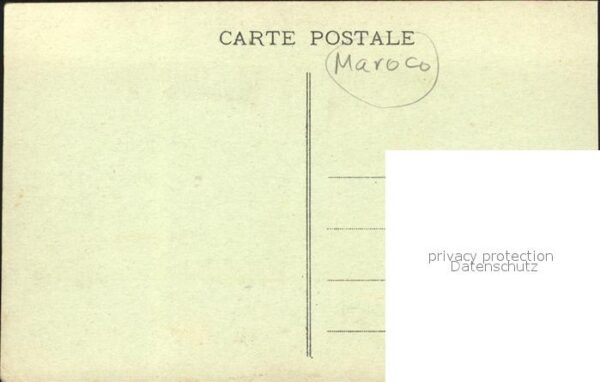 CARTE POSTALE
Maroco
privacy protection
Datenschutz